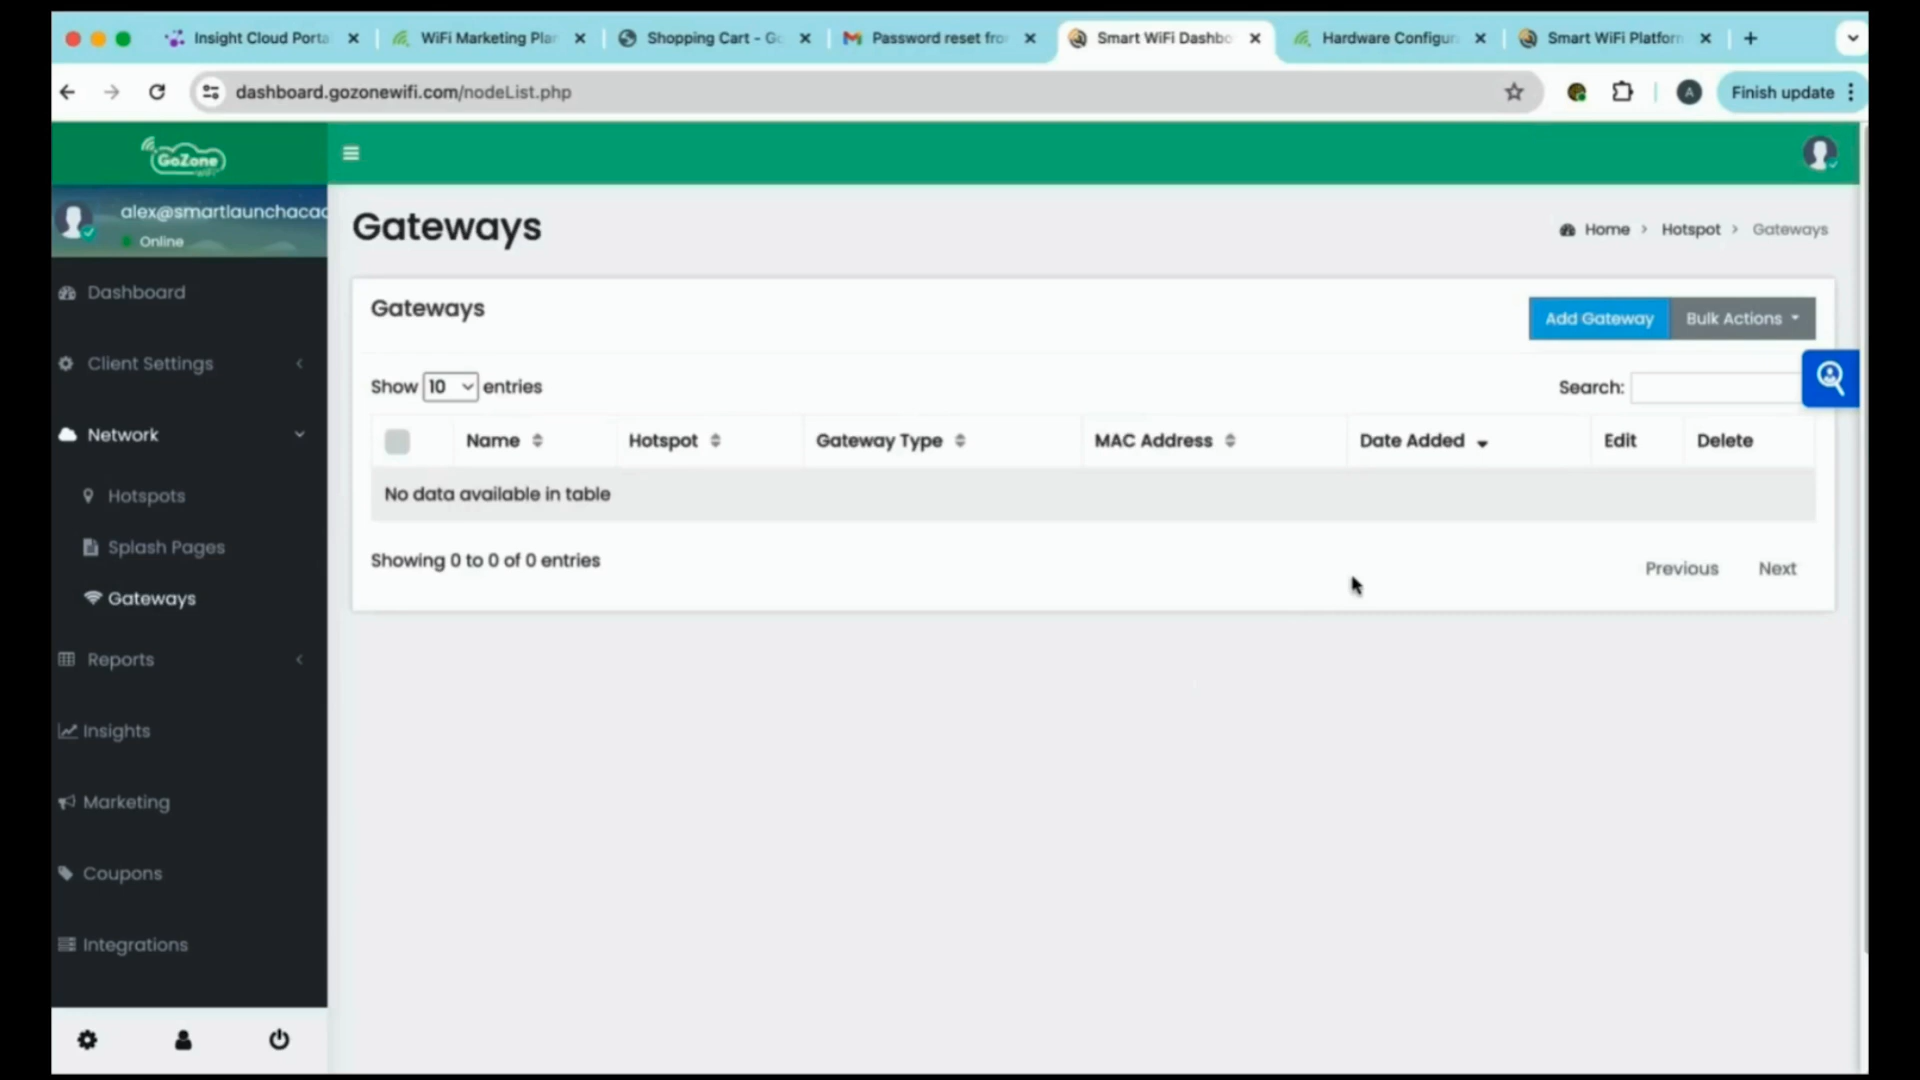 Insight Cloud Porta
WiFi Marketing Pla
Shopping Cart - G
Password reset fro
Smart WiFi Dashbo
Hardware Configur
Smart WiFi Platfor
dashboard.gozonewifi.com/nodeList.php
A
Finish update
GoZone
WiFi
alex@smartlaunchacac
Online
Gateways
Home > Hotspot > Gateways
Dashboard
Client Settings
Network
Hotspots
Splash Pages
Gateways
Reports
Insights
Marketing
Coupons
Integrations
Gateways
Add Gateway
Bulk Actions
Show 10 entries
Search:
Name
Hotspot
Gateway Type
MAC Address
Date Added
Edit
Delete
No data available in table
Showing 0 to 0 of 0 entries
Previous
Next